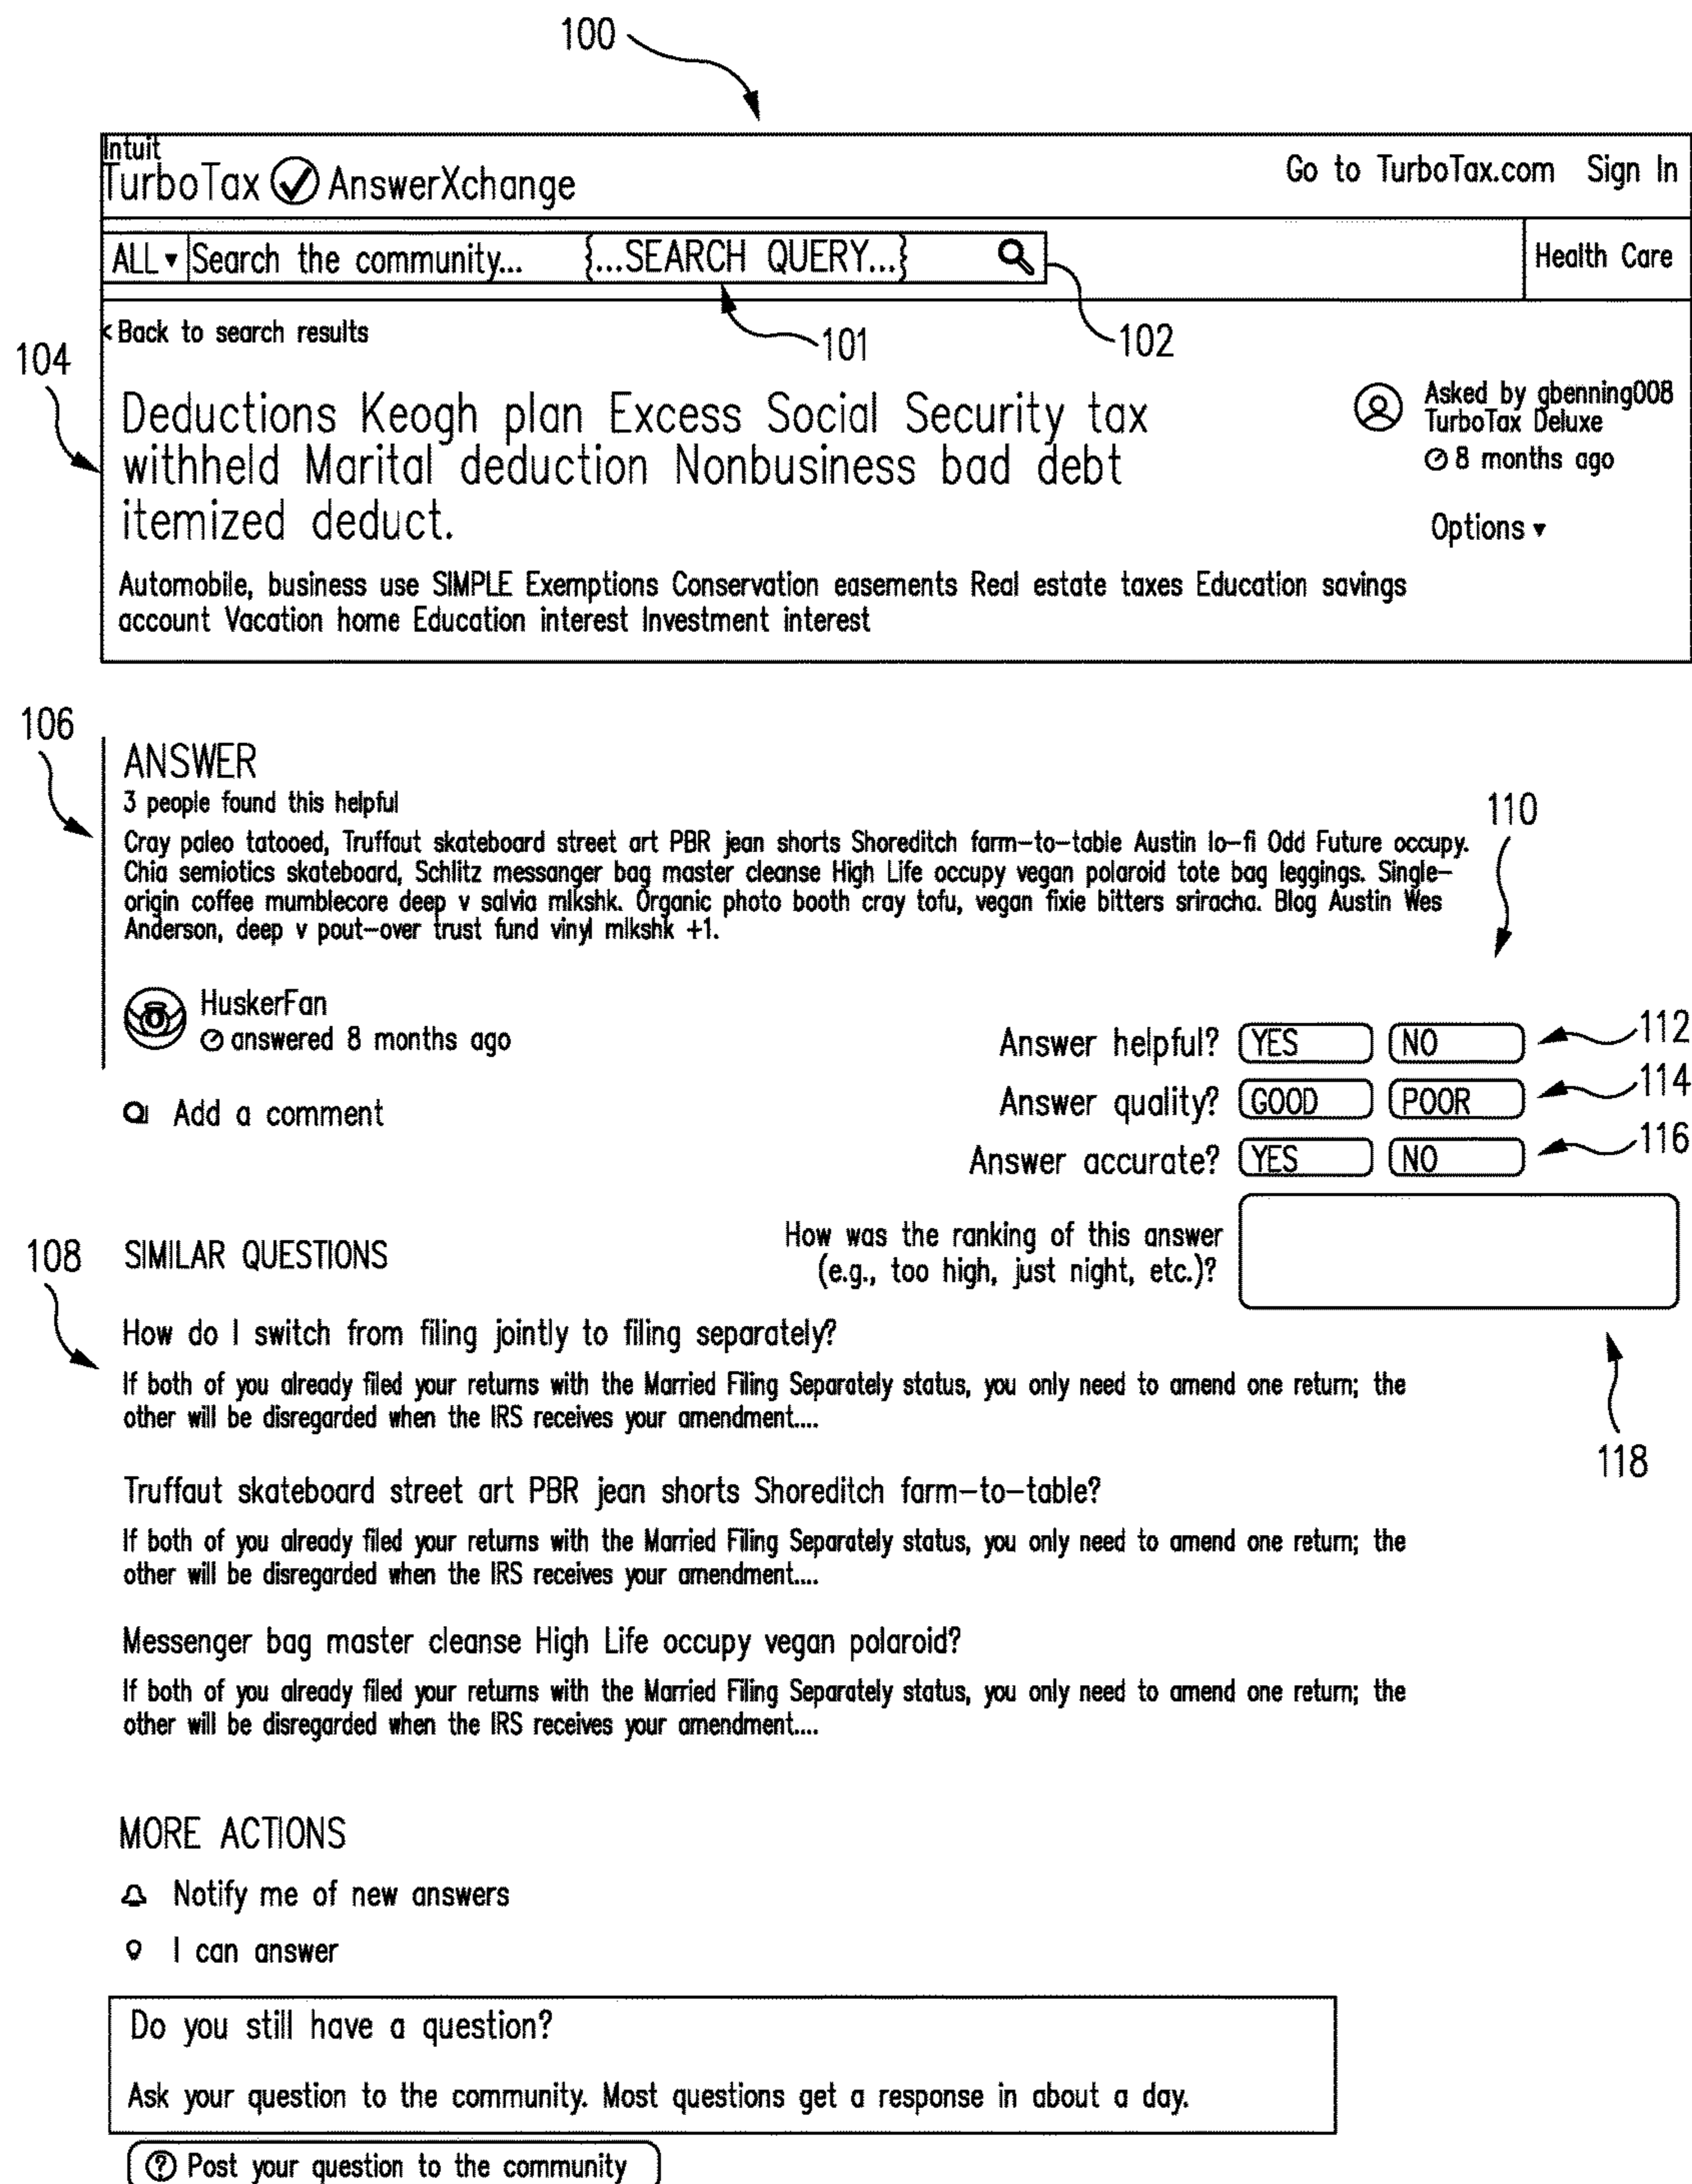 100
Intuit
TurboTax AnswerXchange
Go to TurboTax.com Sign In
ALL▾ Search the community... {...SEARCH QUERY...}
Health Care
<Back to search results
101
102
104
Deductions Keogh plan Excess Social Security tax
withheld Marital deduction Nonbusiness bad debt
itemized deduct.
Asked by gbenning008
TurboTax Deluxe
8 months ago
Options▾
Automobile, business use SIMPLE Exemptions Conservation easements Real estate taxes Education savings
account Vacation home Education interest Investment interest
106
ANSWER
3 people found this helpful
110
Cray paleo tatooed, Truffaut skateboard street art PBR jean shorts Shoreditch farm-to-table Austin lo-fi Odd Future occupy.
Chia semiotics skateboard, Schlitz messanger bag master cleanse High Life occupy vegan polaroid tote bag leggings. Single-
origin coffee mumblecore deep v salvia mlkshk. Organic photo booth cray tofu, vegan fixie bitters sriracha. Blog Austin Wes
Anderson, deep v pout-over trust fund vinyl mlkshk +1.
HuskerFan
answered 8 months ago
Add a comment
Answer helpful? YES NO 112
Answer quality? GOOD POOR 114
Answer accurate? YES NO 116
How was the ranking of this answer
(e.g., too high, just night, etc.)?
118
108
SIMILAR QUESTIONS
How do I switch from filing jointly to filing separately?
If both of you already filed your returns with the Married Filing Separately status, you only need to amend one return; the
other will be disregarded when the IRS receives your amendment....
Truffaut skateboard street art PBR jean shorts Shoreditch farm-to-table?
If both of you already filed your returns with the Married Filing Separately status, you only need to amend one return; the
other will be disregarded when the IRS receives your amendment....
Messenger bag master cleanse High Life occupy vegan polaroid?
If both of you already filed your returns with the Married Filing Separately status, you only need to amend one return; the
other will be disregarded when the IRS receives your amendment....
MORE ACTIONS
Notify me of new answers
I can answer
Do you still have a question?
Ask your question to the community. Most questions get a response in about a day.
? Post your question to the community